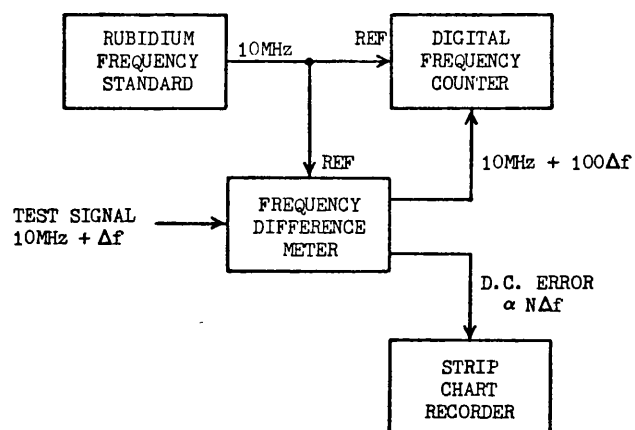 RUBIDIUM
FREQUENCY
STANDARD
10MHz
REF
DIGITAL
FREQUENCY
COUNTER
REF
10MHz + 100Δf
TEST SIGNAL
10MHz + Δf
FREQUENCY
DIFFERENCE
METER
D.C. ERROR
α NΔf
STRIP
CHART
RECORDER